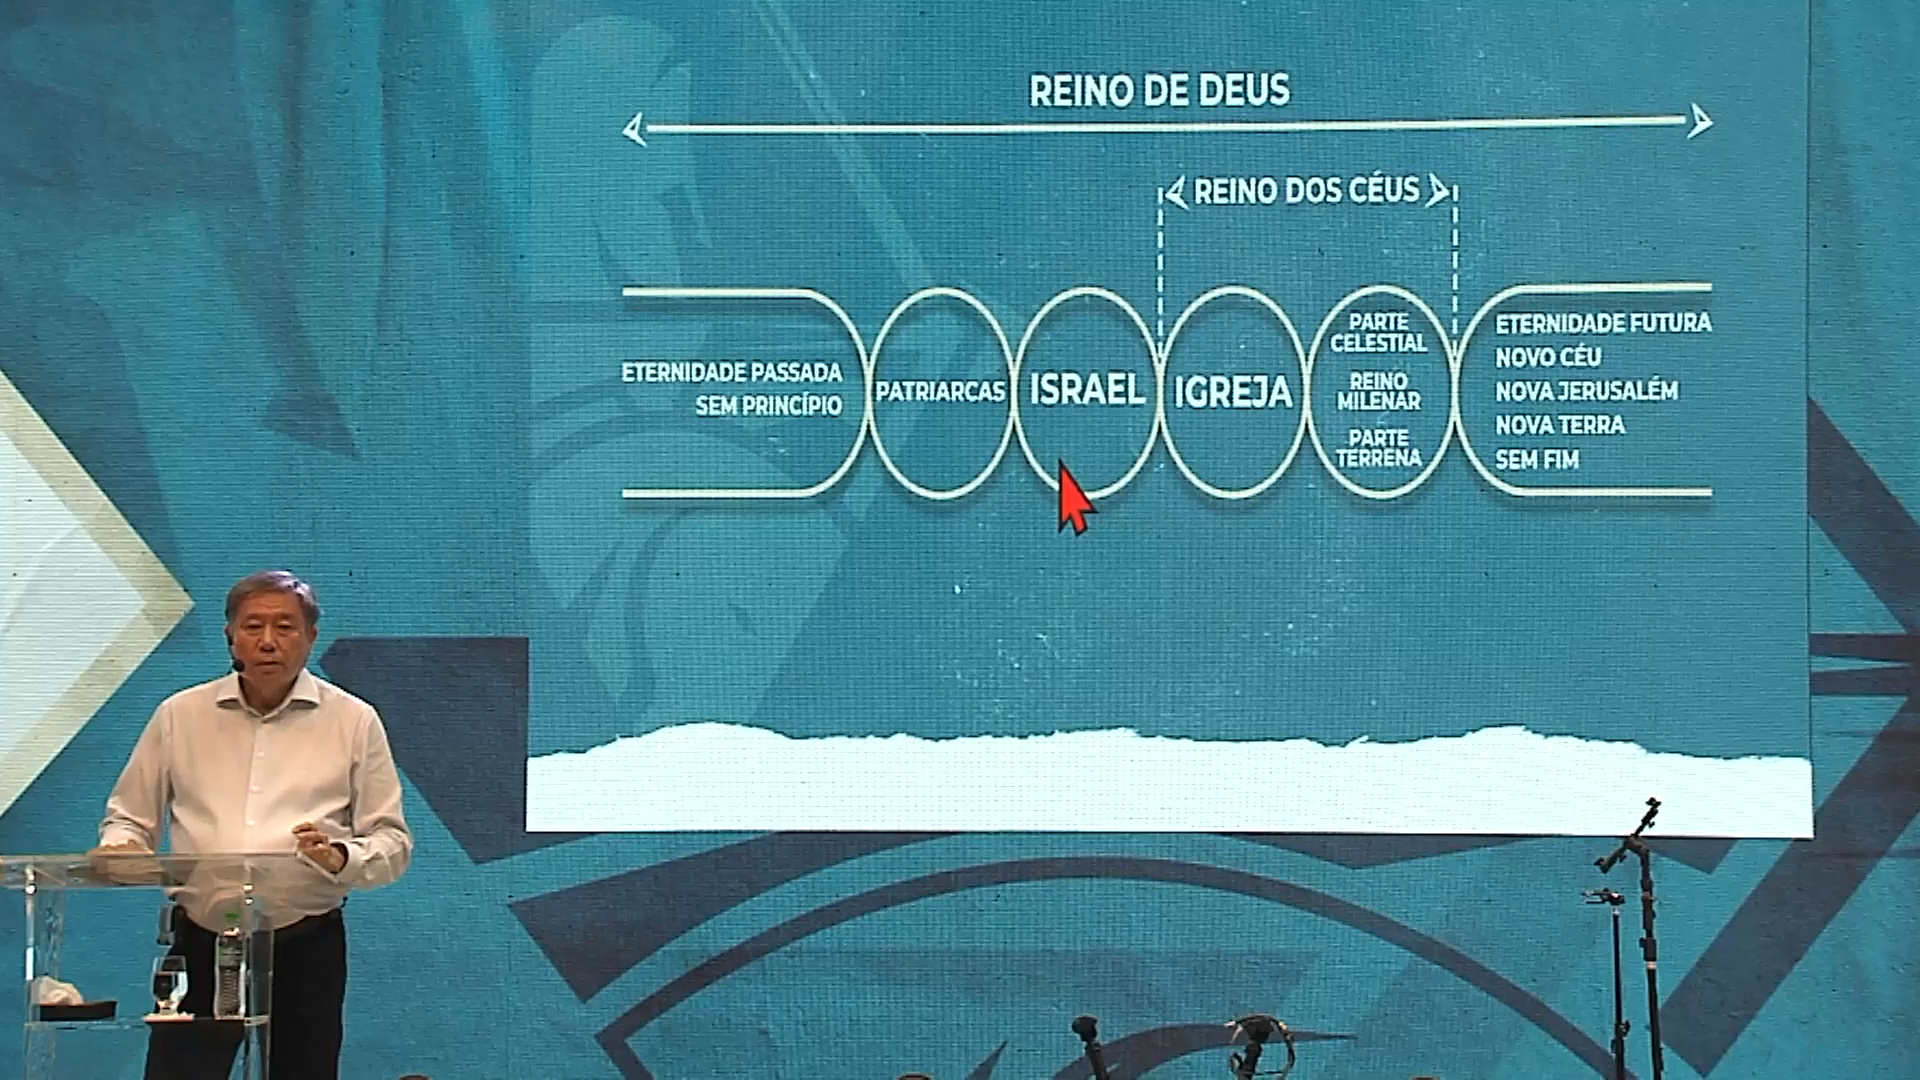 REINO DE DEUS
REINO DOS CÉUS
ETERNIDADE PASSADA
SEM PRINCÍPIO
PATRIARCAS
ISRAEL
IGREJA
PARTE
CELESTIAL
REINO
MILENAR
PARTE
TERRENA
ETERNIDADE FUTURA
NOVO CÉU
NOVA JERUSALÉM
NOVA TERRA
SEM FIM